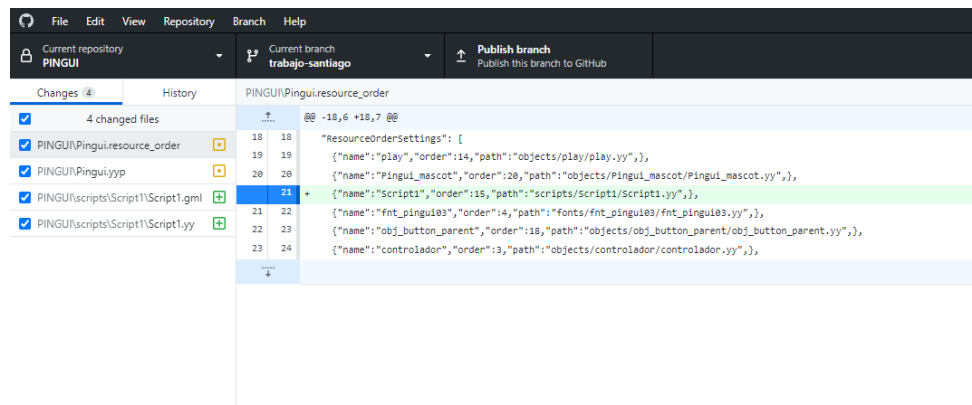 File Edit View Repository Branch Help
Current repository
PINGUI
Current branch
trabajo-santiago
Publish branch
Publish this branch to GitHub
Changes 4 History
PINGUI\Pingui.resource_order
4 changed files
PINGUI\Pingui.resource_order
PINGUI\Pingui.yyp
PINGUI\scripts\Script1\Script1.gml
PINGUI\scripts\Script1\Script1.yy
@@ -18,6 +18,7 @@
18 18 "ResourceOrderSettings": [
19 19 {"name":"play","order":14,"path":"objects/play/play.yy",},
20 20 {"name":"Pingui_mascot","order":20,"path":"objects/Pingui_mascot/Pingui_mascot.yy",},
21 + {"name":"Script1","order":15,"path":"scripts/Script1/Script1.yy",},
21 22 {"name":"fnt_pingui03","order":4,"path":"fonts/fnt_pingui03/fnt_pingui03.yy",},
22 23 {"name":"obj_button_parent","order":18,"path":"objects/obj_button_parent/obj_button_parent.yy",},
23 24 {"name":"controlador","order":3,"path":"objects/controlador/controlador.yy",},